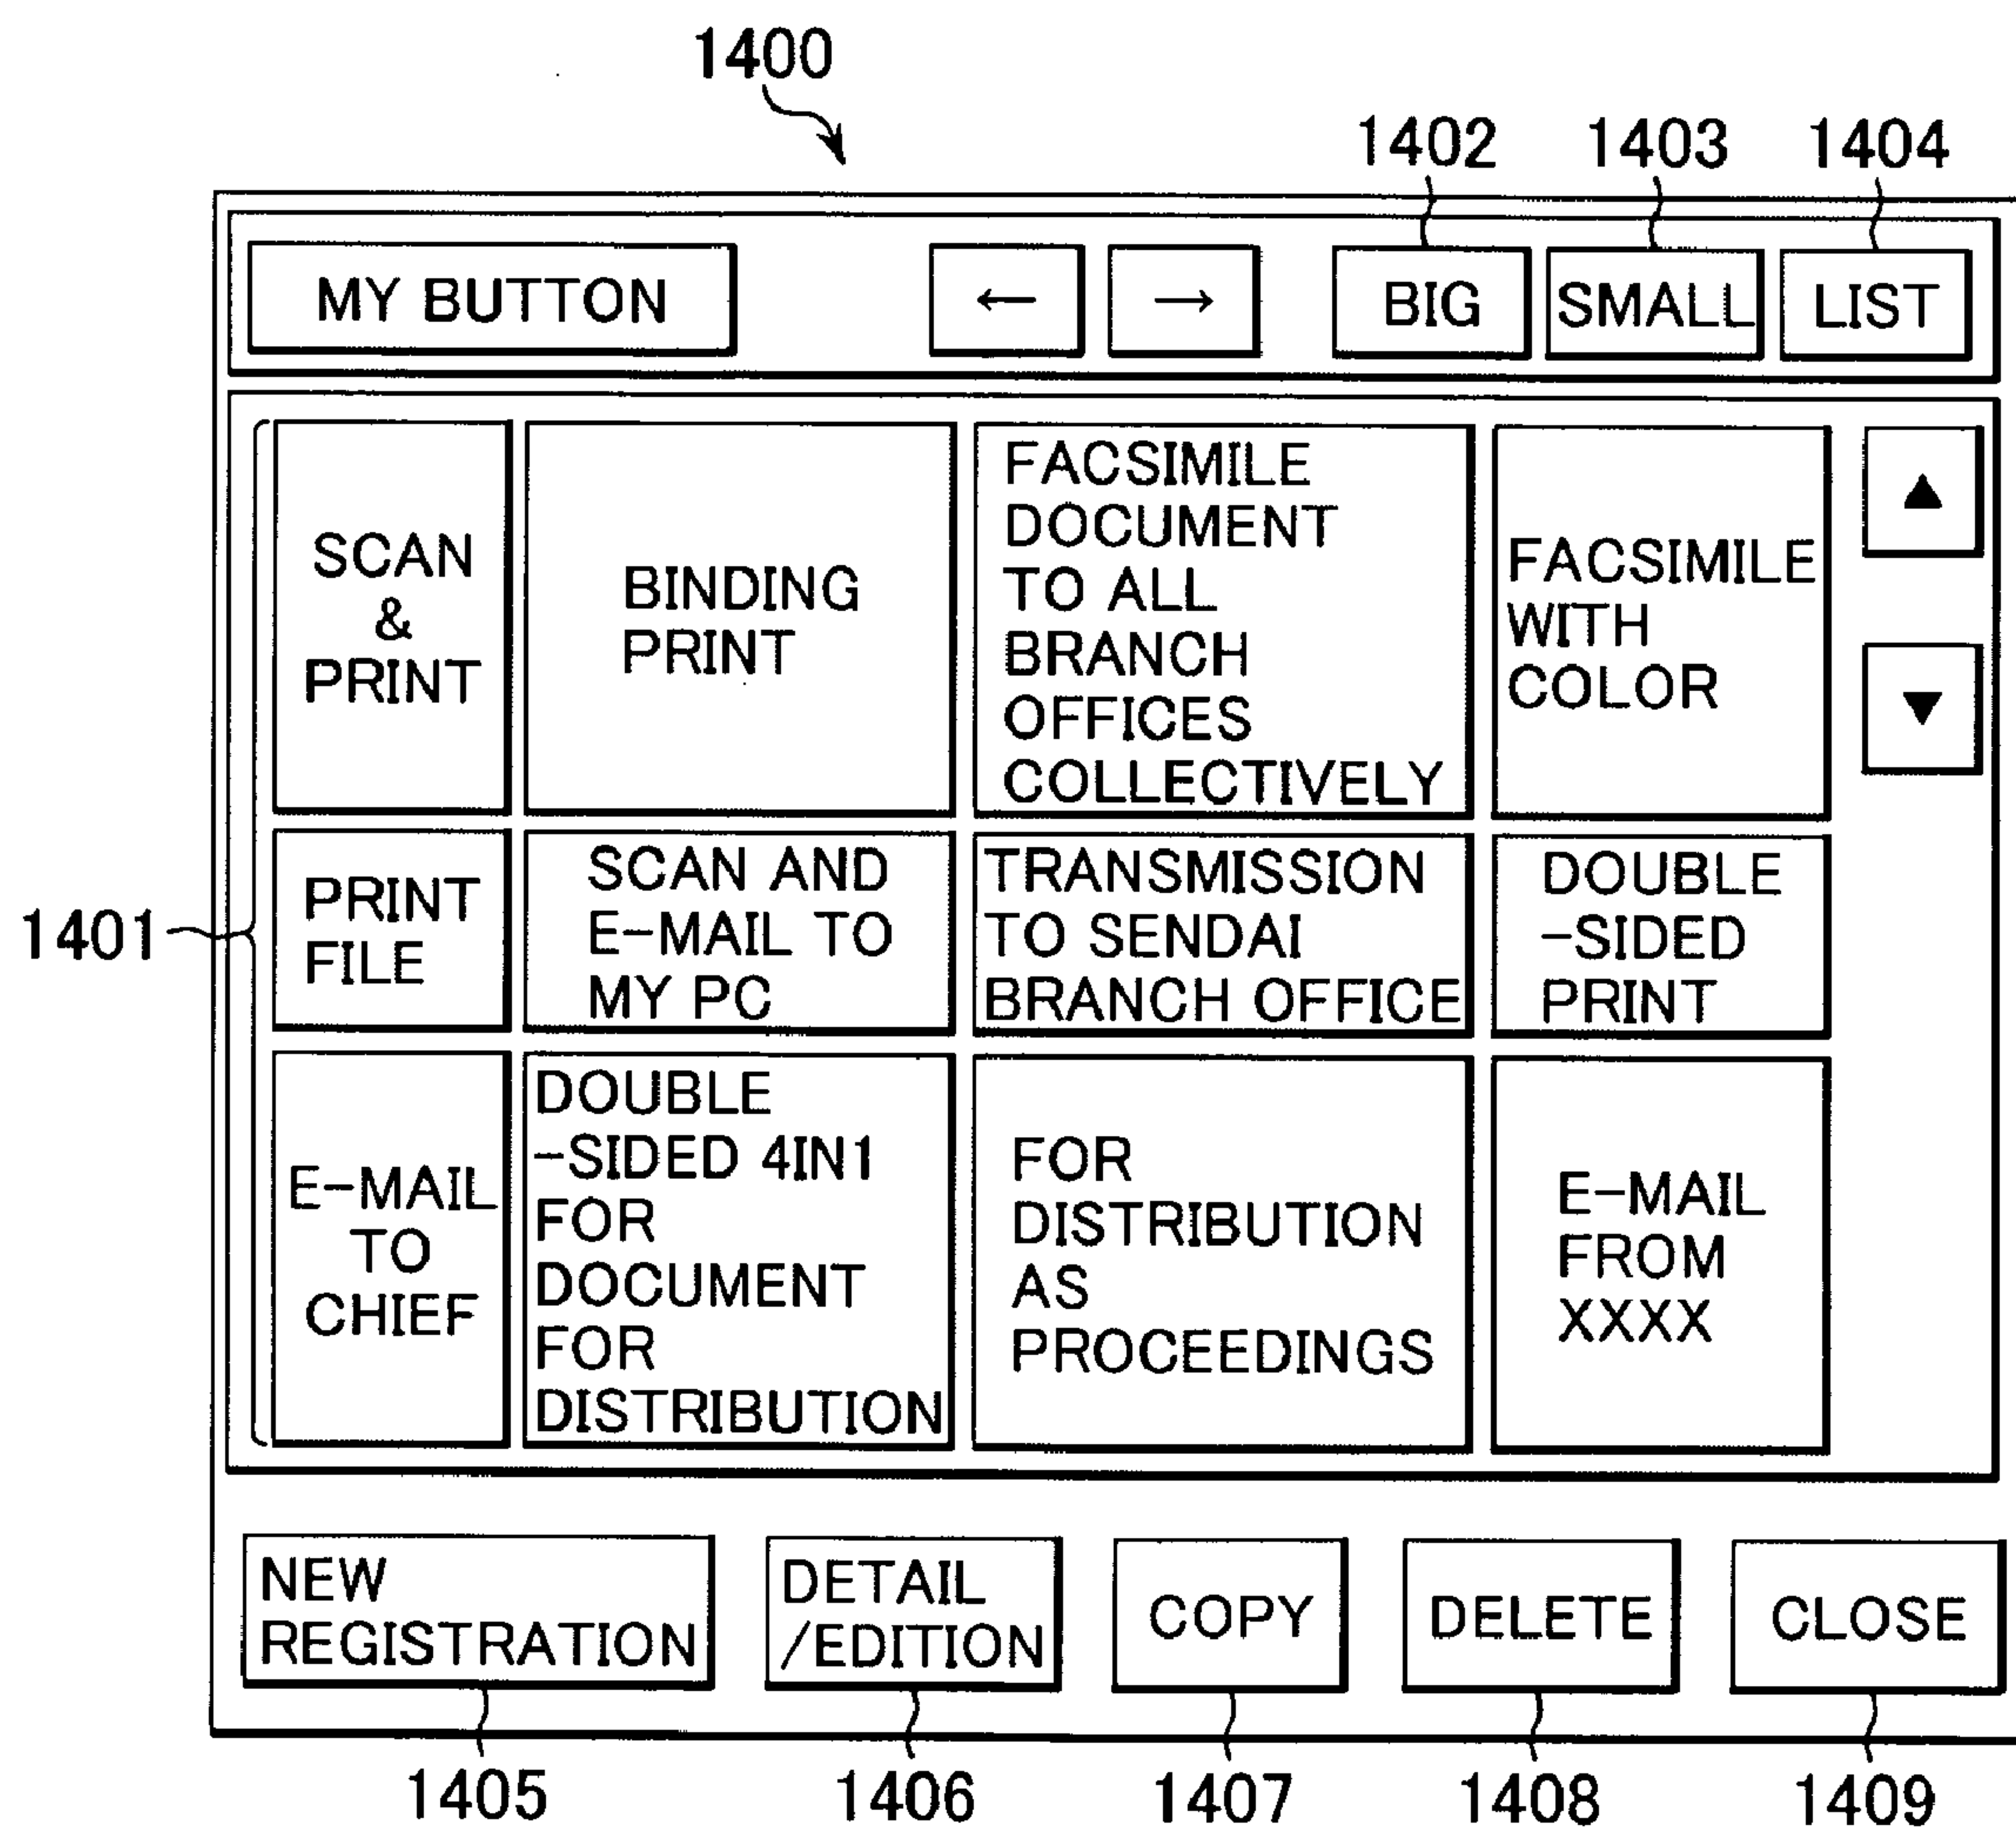 1400
1402 1403 1404
MY BUTTON ← → BIG SMALL LIST
SCAN
&
PRINT
BINDING
PRINT
FACSIMILE
DOCUMENT
TO ALL
BRANCH
OFFICES
COLLECTIVELY
FACSIMILE
WITH
COLOR
▲
▼
1401
PRINT
FILE
SCAN AND
E-MAIL TO
MY PC
TRANSMISSION
TO SENDAI
BRANCH OFFICE
DOUBLE
-SIDED
PRINT
E-MAIL
TO
CHIEF
DOUBLE
-SIDED 4IN1
FOR
DOCUMENT
FOR
DISTRIBUTION
FOR
DISTRIBUTION
AS
PROCEEDINGS
E-MAIL
FROM
XXXX
NEW
REGISTRATION
DETAIL
/EDITION
COPY
DELETE
CLOSE
1405 1406 1407 1408 1409